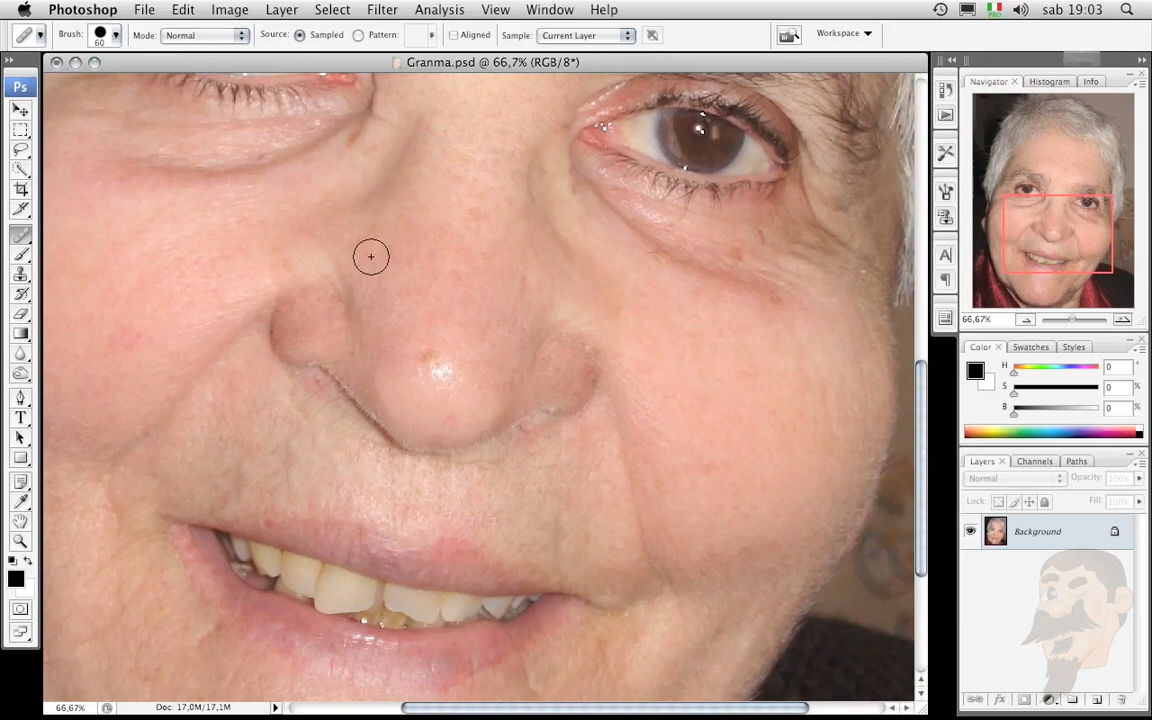 Photoshop File Edit Image Layer Select Filter Analysis View Window Help sab 19:03
Brush: 60 Mode: Normal Source: Sampled Pattern: Aligned Sample: Current Layer Workspace
Granma.psd @ 66,7% (RGB/8*)
Ps
Navigator × Histogram Info
66,67%
Color × Swatches Styles
H 0 °
S 0 %
B 0 %
Layers × Channels Paths
Normal Opacity: 100%
Lock: Fill: 100%
Background
A
T
66,67% Doc: 17,0M/17,1M